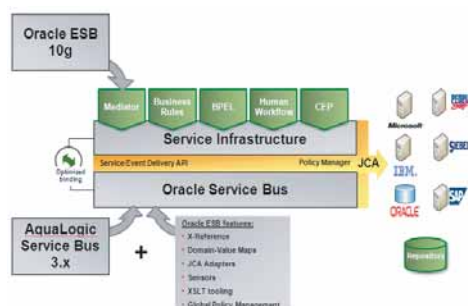 Oracle ESB
10g
Mediator
Business
Rules
BPEL
Human
Workflow
CEP
Service Infrastructure
Optimized
binding
Service/Event Delivery API
Policy Manager
JCA
Oracle Service Bus
AquaLogic
Service Bus
3.x
+
Oracle ESB features:
• X-Reference
• Domain-Value Maps
• JCA Adapters
• Sensors
• XSLT tooling
• Global Policy Management
Microsoft
IBM
SIEBEL
ORACLE
SAP
Repository